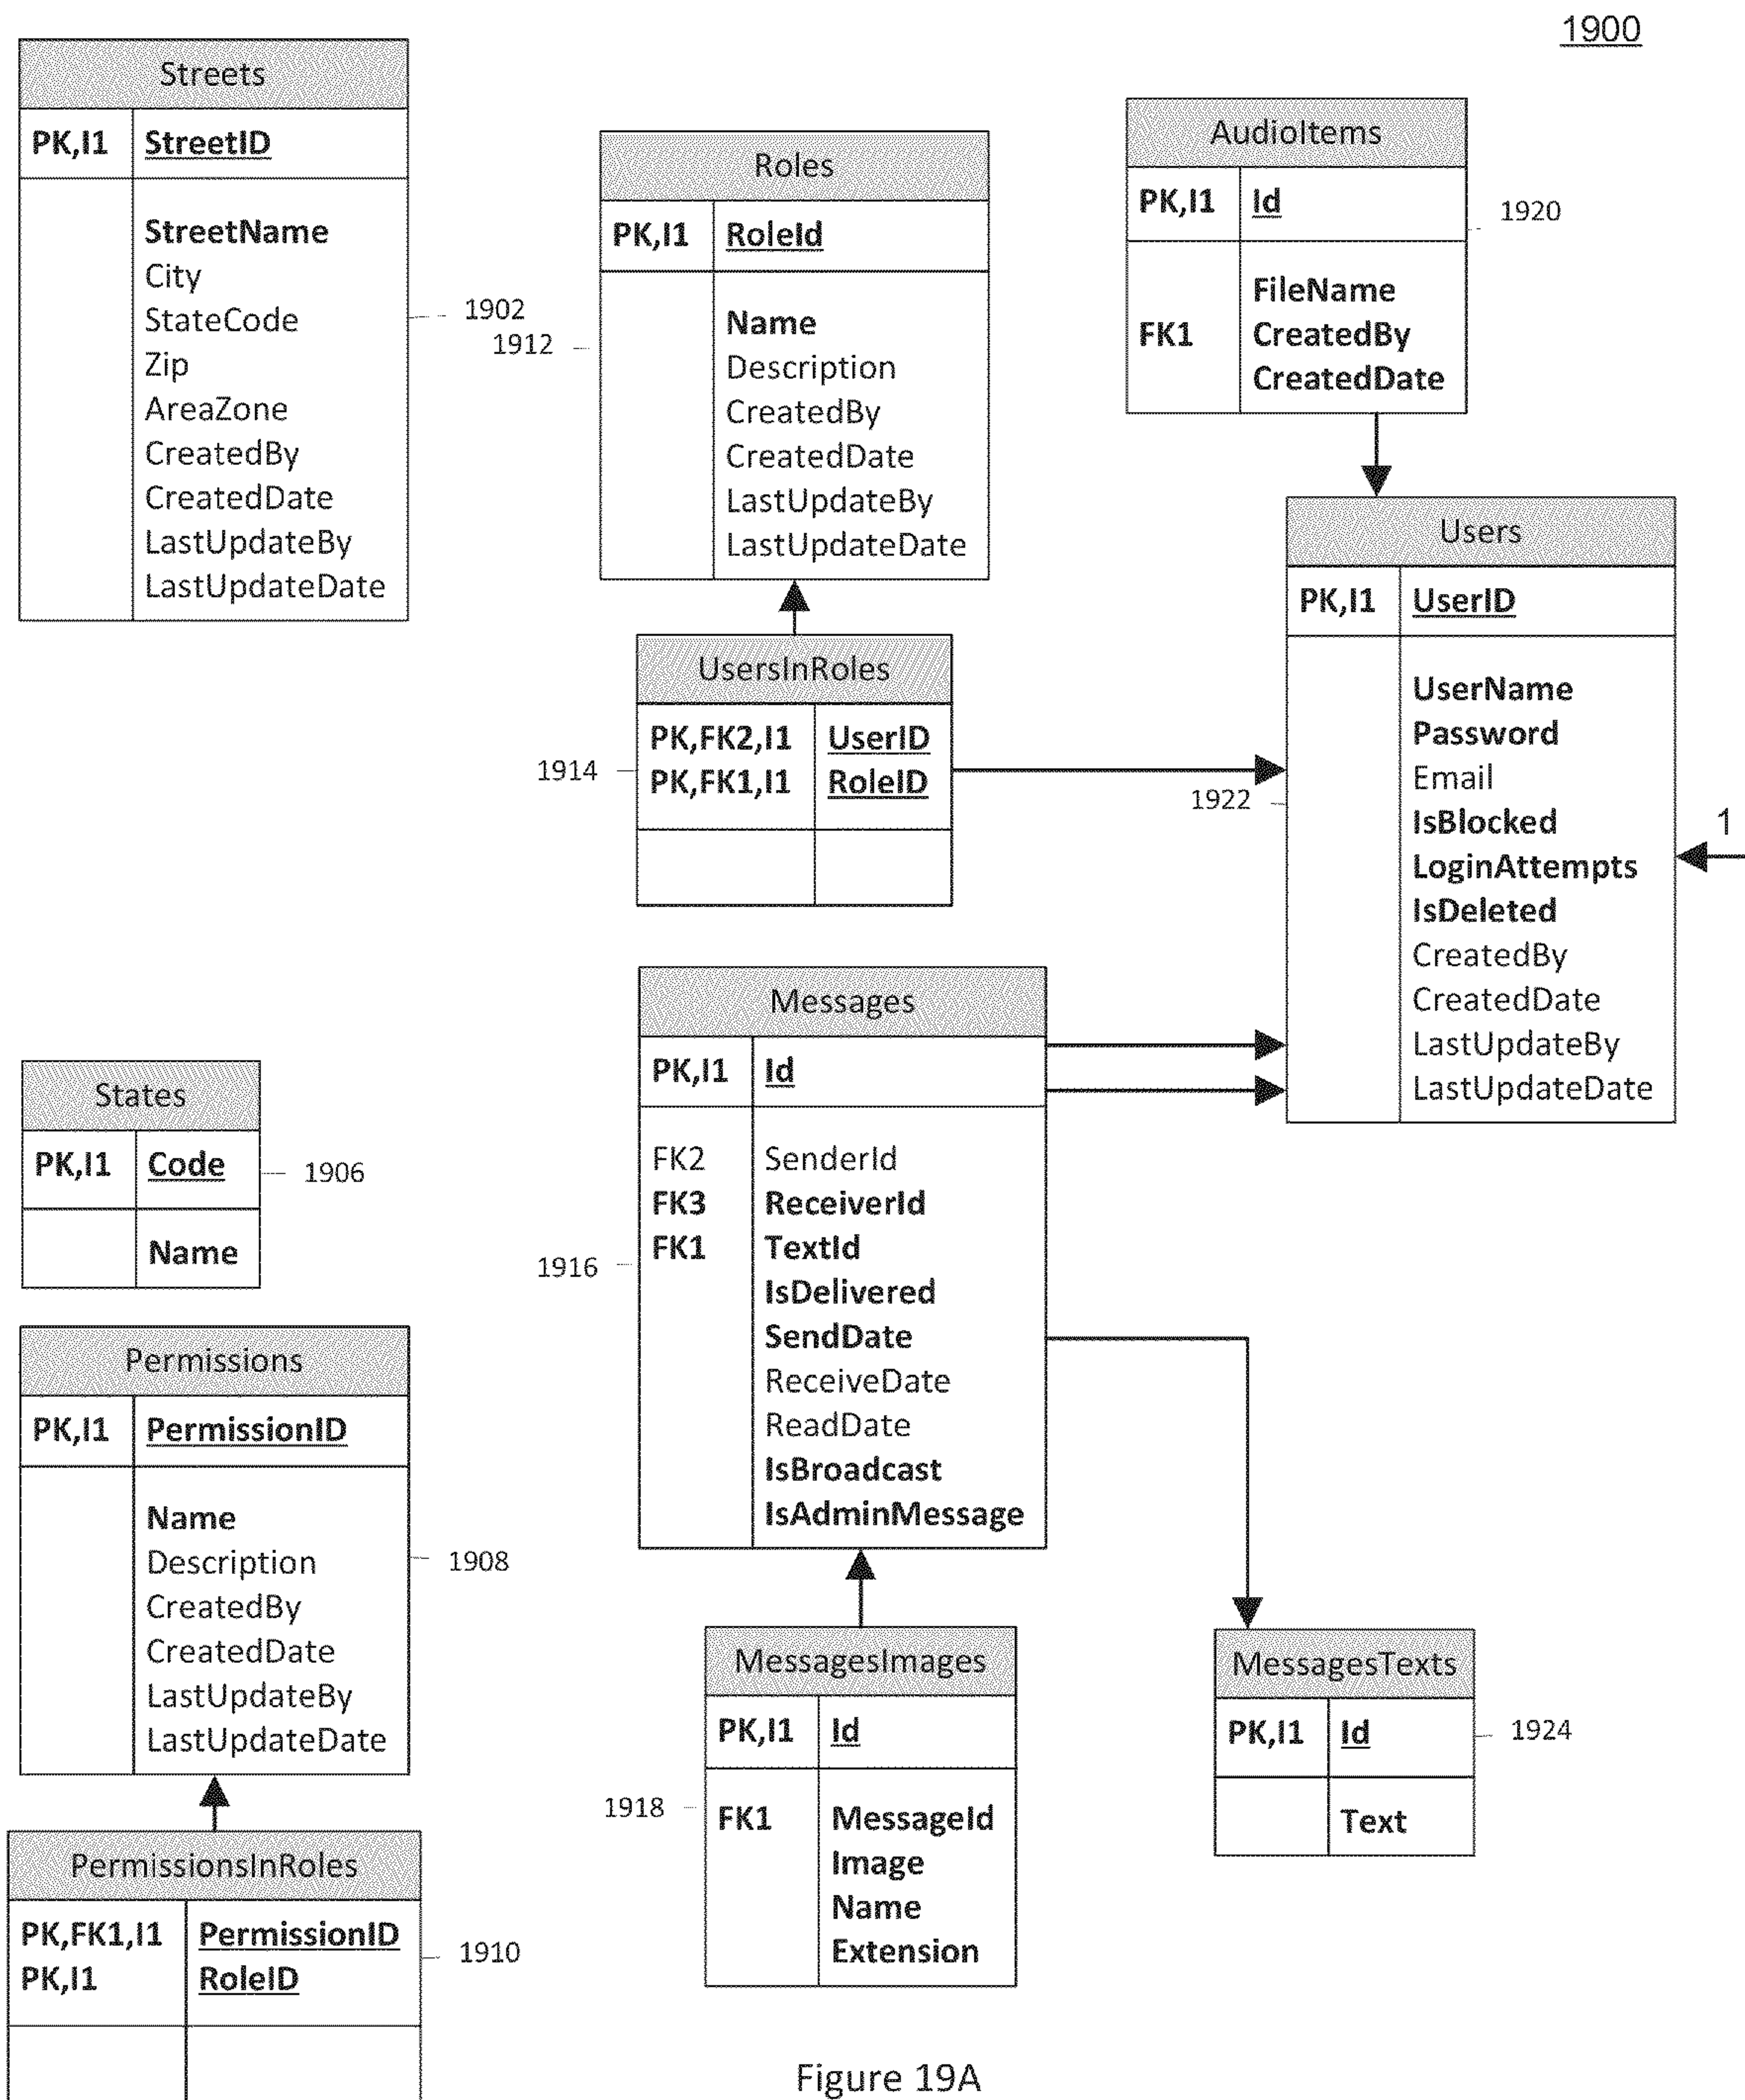 1900
Streets
PK,I1 StreetID
StreetName
City
StateCode
Zip
AreaZone
CreatedBy
CreatedDate
LastUpdateBy
LastUpdateDate
1902
Roles
PK,I1 RoleId
Name
Description
CreatedBy
CreatedDate
LastUpdateBy
LastUpdateDate
1912
AudioItems
PK,I1 Id
FileName
FK1 CreatedBy
CreatedDate
1920
UsersInRoles
PK,FK2,I1 UserID
PK,FK1,I1 RoleID
1914
Users
PK,I1 UserID
UserName
Password
Email
IsBlocked
LoginAttempts
IsDeleted
CreatedBy
CreatedDate
LastUpdateBy
LastUpdateDate
1922
1
States
PK,I1 Code
Name
1906
Messages
PK,I1 Id
FK2 SenderId
FK3 ReceiverId
FK1 TextId
IsDelivered
SendDate
ReceiveDate
ReadDate
IsBroadcast
IsAdminMessage
1916
Permissions
PK,I1 PermissionID
Name
Description
CreatedBy
CreatedDate
LastUpdateBy
LastUpdateDate
1908
MessagesImages
PK,I1 Id
FK1 MessageId
Image
Name
Extension
1918
MessagesTexts
PK,I1 Id
Text
1924
PermissionsInRoles
PK,FK1,I1 PermissionID
PK,I1 RoleID
1910
Figure 19A